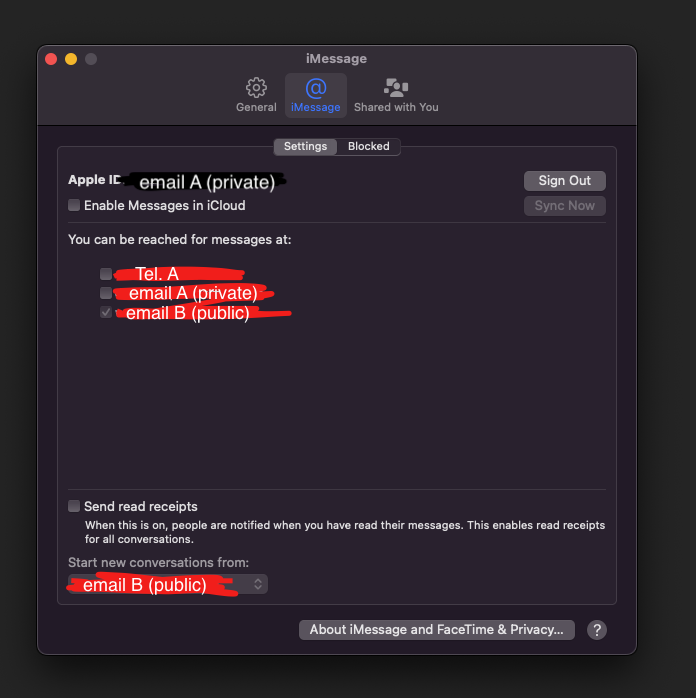 iMessage
General
iMessage
Shared with You
Settings
Blocked
Apple ID email A (private)
Sign Out
Enable Messages in iCloud
Sync Now
You can be reached for messages at:
Tel. A
email A (private)
email B (public)
Send read receipts
When this is on, people are notified when you have read their messages. This enables read receipts
for all conversations.
Start new conversations from:
email B (public)
About iMessage and FaceTime & Privacy...
?